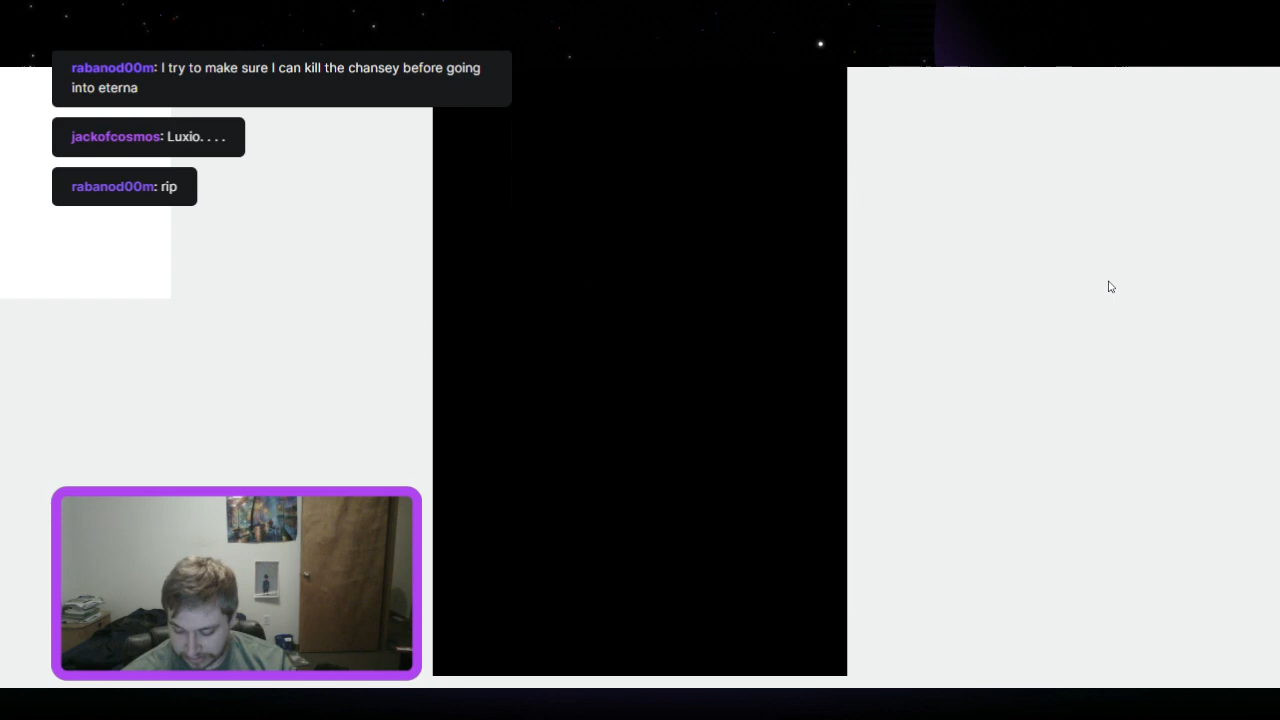 rabanod00m: I try to make sure I can kill the chansey before going
into eterna
jackofcosmos: Luxio. . . .
rabanod00m: rip